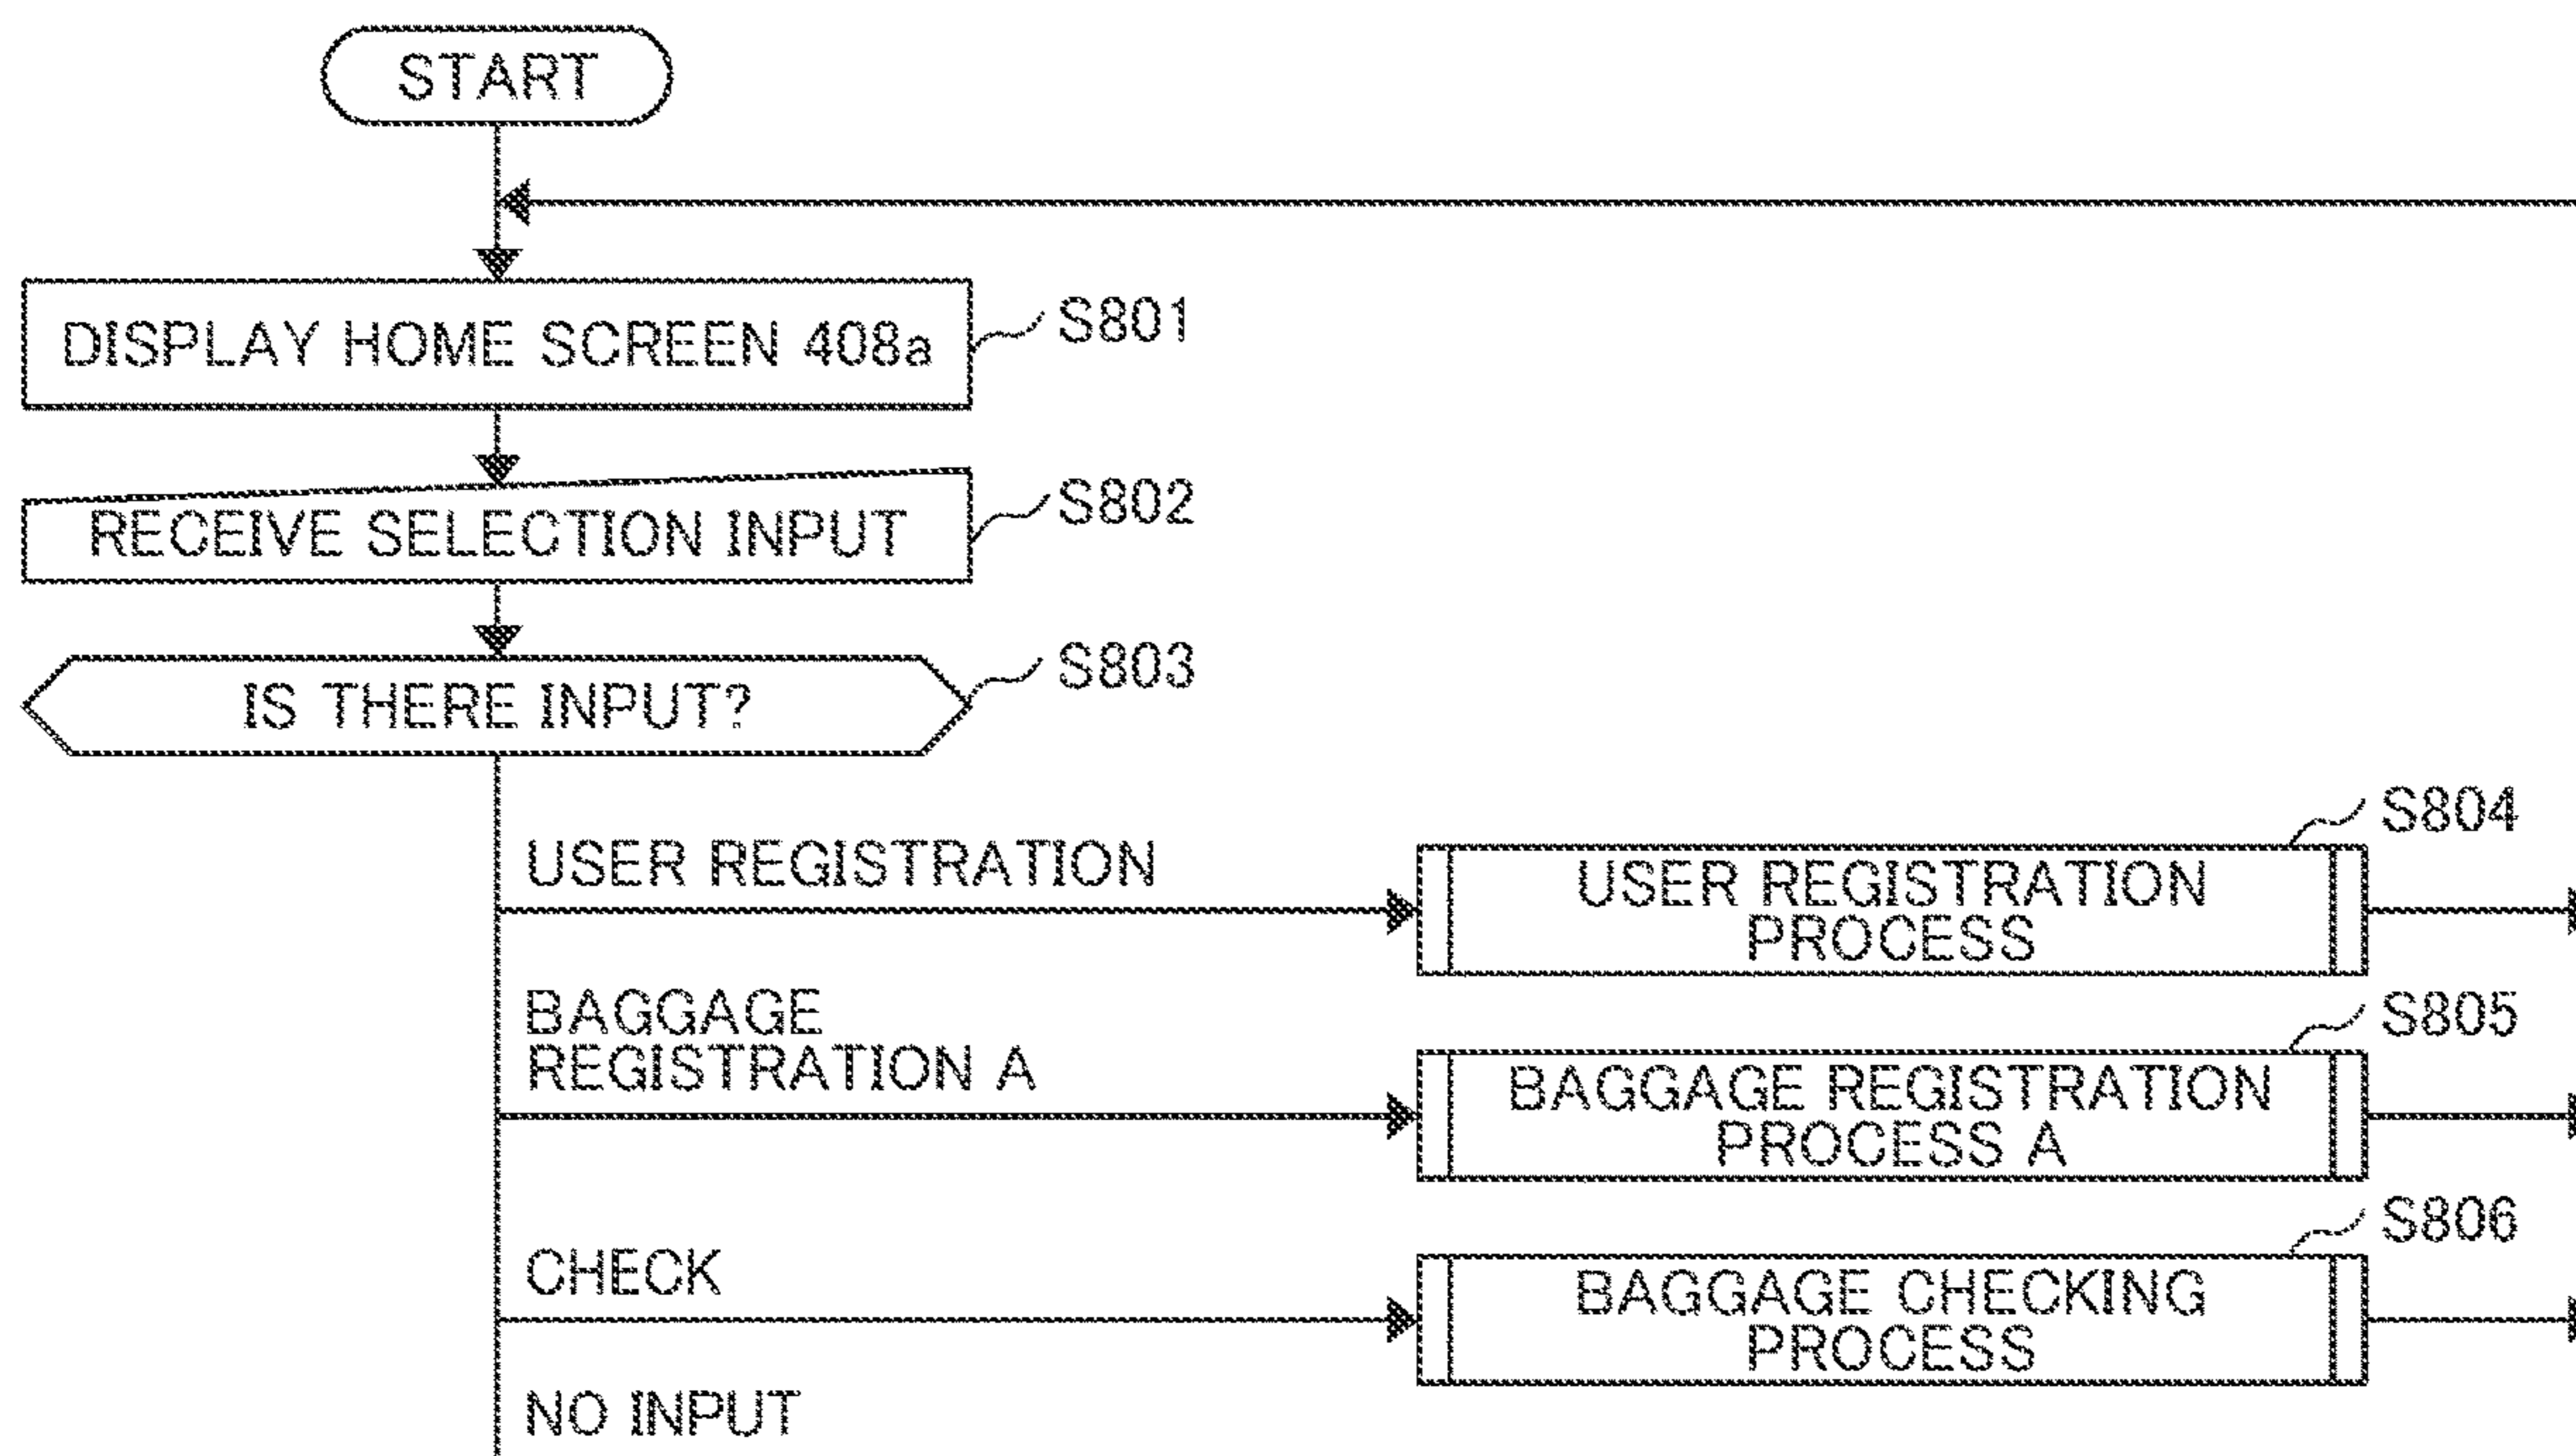 START
DISPLAY HOME SCREEN 408a
S801
RECEIVE SELECTION INPUT
S802
IS THERE INPUT?
S803
USER REGISTRATION
USER REGISTRATION
PROCESS
S804
BAGGAGE
REGISTRATION A
BAGGAGE REGISTRATION
PROCESS A
S805
CHECK
BAGGAGE CHECKING
PROCESS
S806
NO INPUT